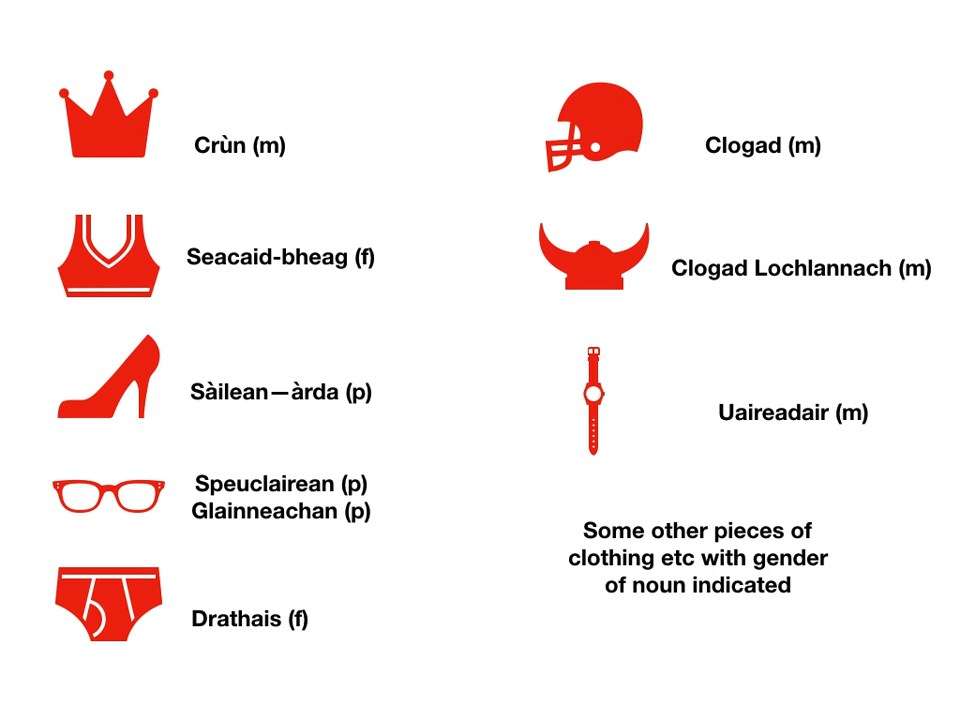 Crùn (m)
Seacaid-bheag (f)
Sàilean—àrda (p)
Speuclairean (p)
Glainneachan (p)
Drathais (f)
Clogad (m)
Clogad Lochlannach (m)
Uaireadair (m)
Some other pieces of
clothing etc with gender
of noun indicated